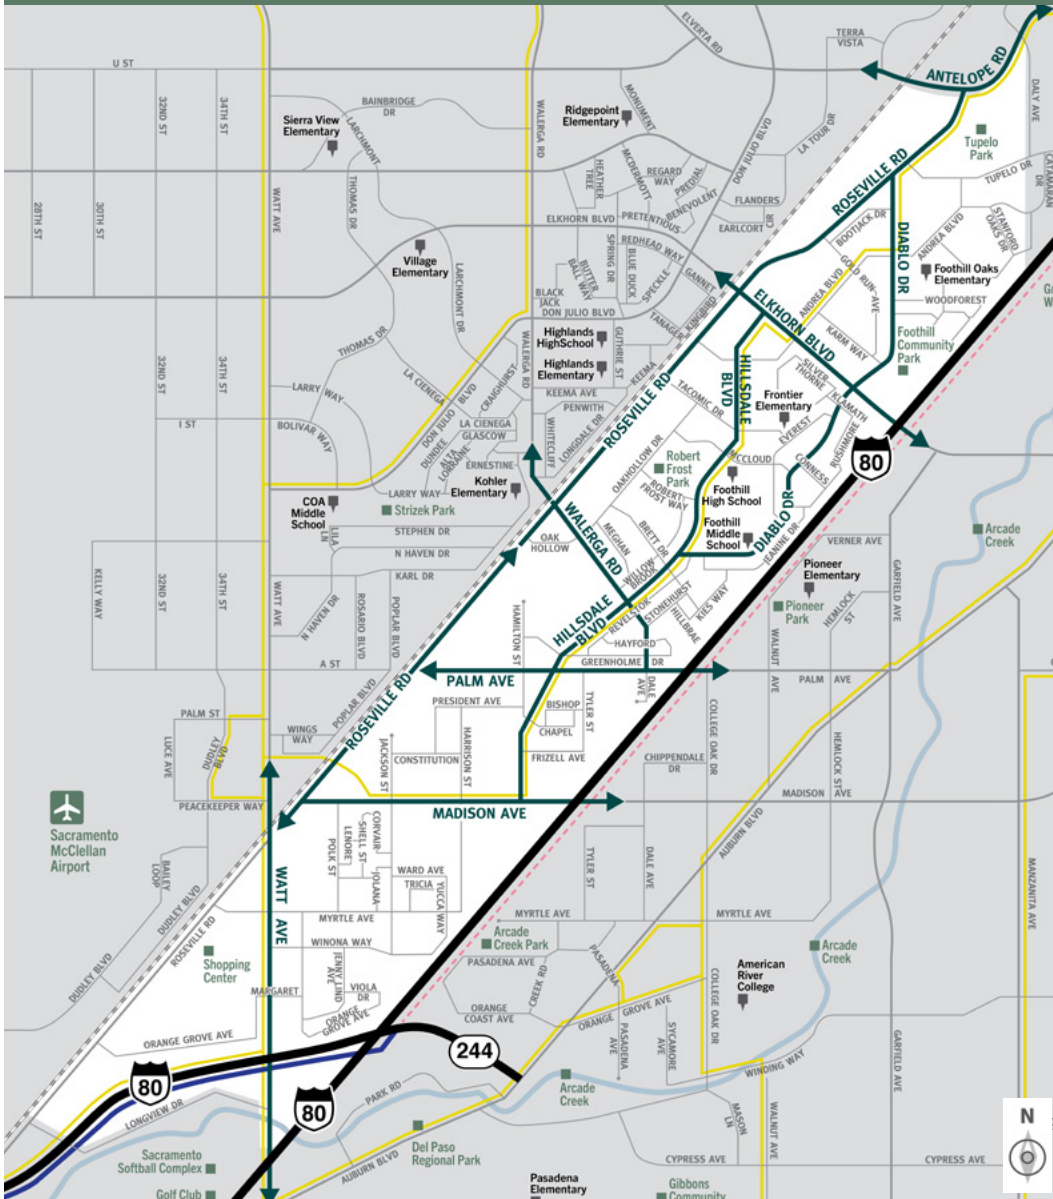 ELVERTA RD
TERRA
VISTA
U ST
ANTELOPE RD
DALY AVE
32ND ST
34TH ST
BAINBRIDGE
DR
MONUMENT
Ridgepoint
Elementary
Sierra View
Elementary
LARCHMONT
WALERGA RD
DON JULIO BLVD
LA TOUR DR
Tupelo
Park
TUPELO DR
CATAMARAN
DR
ROSEVILLE RD
28TH ST
30TH ST
WATT AVE
THOMAS DR
HEATHER
TREE
MCDERMOTT
REGARD
WAY
PREDIAL
BENEVOLENT
FLANDERS
CIR
EARLCORT
ELKHORN BLVD
PRETENTIOUS
BOOTJACK DR
DIABLO DR
ANDREA BLVD
STANFORD
OAKS DR
Village
Elementary
REDHEAD WAY
SPRING DR
BLUE DUCK
BUTTER
BALL WAY
SPECKLE
GANNET
GOLD RUN AVE
Foothill Oaks
Elementary
LARCHMONT DR
BLACK
JACK
DON JULIO BLVD
TANAGER
KINGBIRD
ELKHORN BLVD
ANDREA BLVD
WOODFOREST
KARM WAY
Foothill
Community
Park
Highlands
HighSchool
Highlands
Elementary
GUTHRIE ST
KEEMA
THOMAS DR
WALERGA RD
32ND ST
34TH ST
LARRY WAY
LA CIENEGA
DON JULIO BLVD
CRAIGHURST
KEEMA AVE
PENWITH
LONGDALE DR
WHITECLIFF
ROSEVILLE RD
HILLSDALE
BLVD
TACOMIC DR
SILVER
THORNE
Frontier
Elementary
KLAMATH
I ST
BOLIVAR WAY
LA CIENEGA
GLASCOW
DUNDEE
ALTA
LORRAINE
ERNESTINE
EVEREST
RUSHMORE
CONNESS
MCCLOUD
80
OAKHOLLOW DR
Robert
Frost
Park
ROBERT
FROST WAY
Foothill
High School
COA
Middle
School
LARRY WAY
Kohler
Elementary
Strizek Park
WALERGA RD
Foothill
Middle
School
DIABLO DR
JEANINE DR
LILA
LN
STEPHEN DR
N HAVEN DR
KARL DR
OAK
HOLLOW
MEGHAN
BRETT DR
WILLOW
BROOK
VERNER AVE
Arcade
Creek
Pioneer
Elementary
Pioneer
Park
HEMLOCK
ST
GARFIELD AVE
KELLY WAY
32ND ST
34TH ST
WATT AVE
N HAVEN DR
ROSARIO BLVD
POPLAR BLVD
HAMILTON ST
HILLSDALE
BLVD
REVELSTOK
STONEHURST
HILLBRAE
KIES WAY
HAYFORD
GREENHOLME DR
WALNUT AVE
A ST
PALM AVE
PALM AVE
POPLAR BLVD
ROSEVILLE RD
PRESIDENT AVE
BISHOP
CHAPEL
TYLER ST
DALE
AVE
COLLEGE OAK DR
PALM ST
LUCE AVE
DUDLEY
BLVD
WINGS
WAY
JACKSON ST
CONSTITUTION
HARRISON ST
FRIZELL AVE
CHIPPENDALE
DR
HEMLOCK ST
PEACEKEEPER WAY
MADISON AVE
MADISON AVE
Sacramento
McClellan
Airport
AUBURN BLVD
MANZANITA AVE
BAILEY
LOOP
DUDLEY BLVD
WATT AVE
POLK ST
LENORE
SHELL ST
CORVAIR
JOLANA
WARD AVE
TRICIA
YUCCA WAY
TYLER ST
DALE AVE
MYRTLE AVE
MYRTLE AVE
MYRTLE AVE
ROSEVILLE RD
WINONA WAY
Arcade
Creek Park
PASADENA AVE
PASADENA
Arcade
Creek
American
River
College
DUDLEY BLVD
Shopping
Center
MARGARET
JENNY LIND
AVE
VIOLA
DR
ORANGE
GROVE AVE
CREEK RD
ORANGE
COAST AVE
ORANGE GROVE AVE
COLLEGE OAK DR
ORANGE GROVE AVE
PASADENA
AVE
SYCAMORE
AVE
GARFIELD AVE
244
80
80
WINDING WAY
LONGVIEW DR
PARK RD
Arcade
Creek
MASON
LN
WALNUT AVE
Del Paso
Regional Park
AUBURN BLVD
Sacramento
Softball Complex
Golf Club
CYPRESS AVE
CYPRESS AVE
Pasadena
Elementary
Gibbons
Community
N